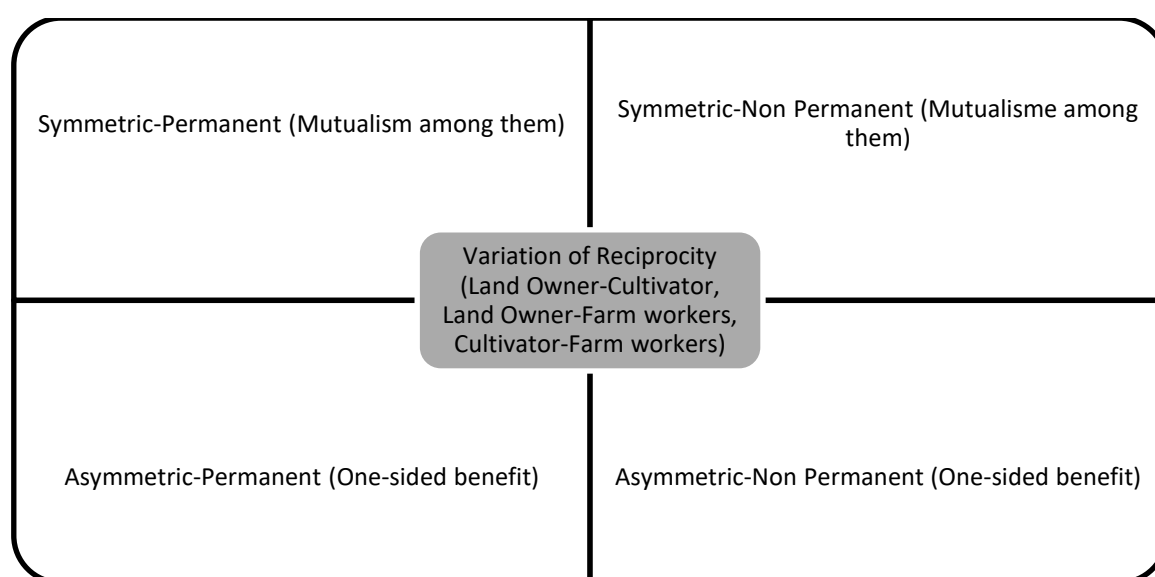 Symmetric-Permanent (Mutualism among them)
Symmetric-Non Permanent (Mutualisme among
them)
Variation of Reciprocity
(Land Owner-Cultivator,
Land Owner-Farm workers,
Cultivator-Farm workers)
Asymmetric-Permanent (One-sided benefit)
Asymmetric-Non Permanent (One-sided benefit)